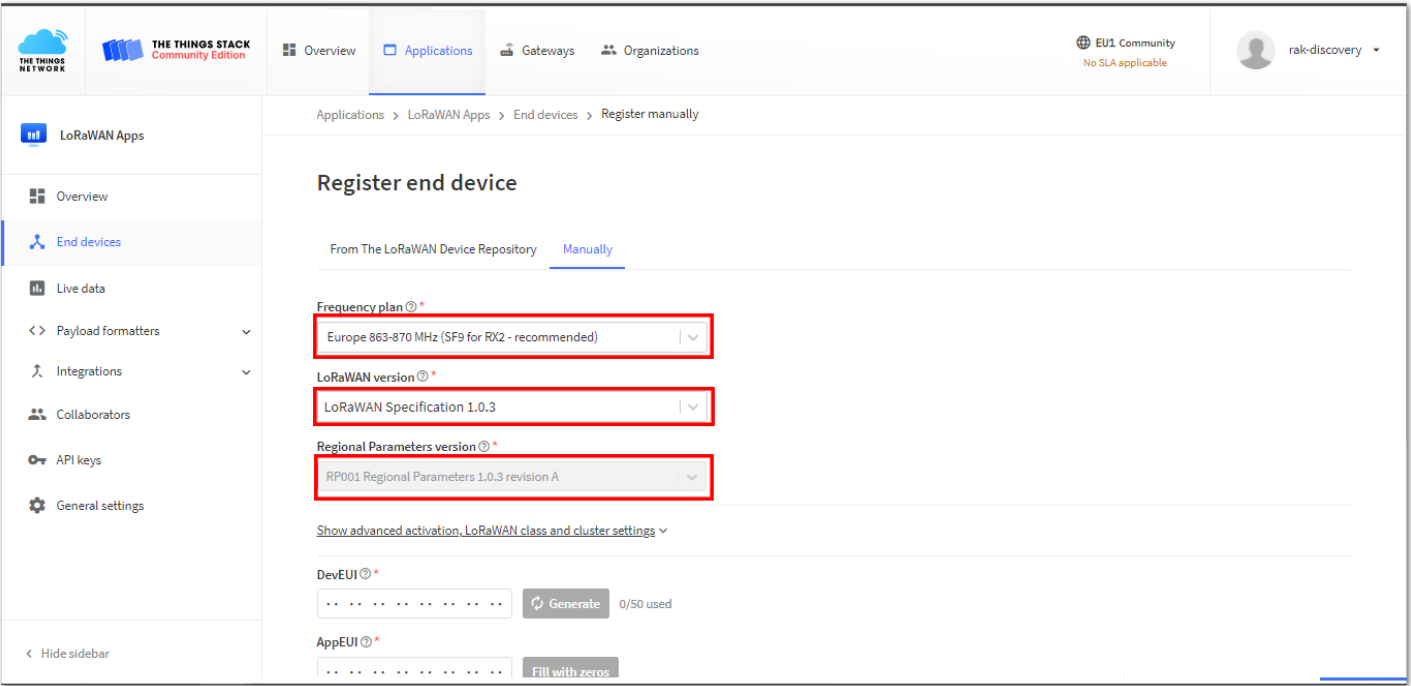 THE THINGS
NETWORK
THE THINGS STACK
Community Edition
Overview
Applications
Gateways
Organizations
EU1 Community
No SLA applicable
rak-discovery
LoRaWAN Apps
Overview
End devices
Live data
Payload formatters
Integrations
Collaborators
API keys
General settings
Hide sidebar
Applications > LoRaWAN Apps > End devices > Register manually
Register end device
From The LoRaWAN Device Repository
Manually
Frequency plan *
Europe 863-870 MHz (SF9 for RX2 - recommended)
LoRaWAN version *
LoRaWAN Specification 1.0.3
Regional Parameters version *
RP001 Regional Parameters 1.0.3 revision A
Show advanced activation, LoRaWAN class and cluster settings
DevEUI *
·· ·· ·· ·· ·· ·· ·· ·· Generate 0/50 used
AppEUI *
·· ·· ·· ·· ·· ·· ·· ·· Fill with zeros